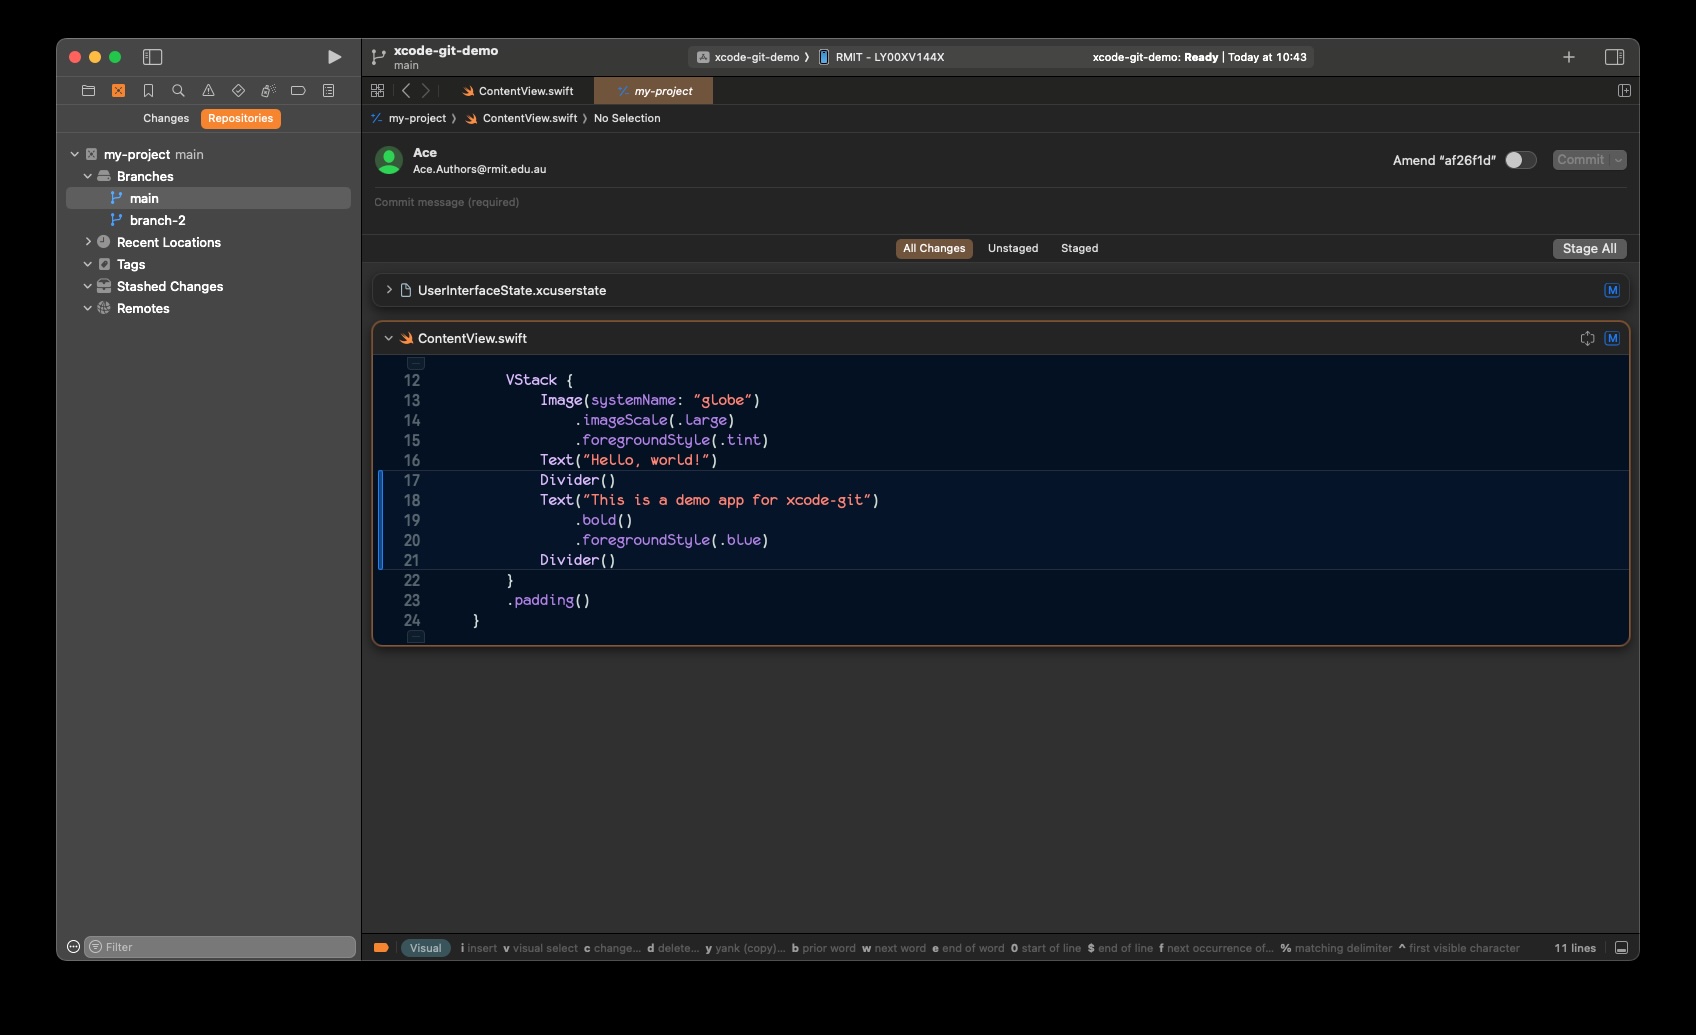 xcode-git-demo
main
xcode-git-demo 〉 RMIT - LY00XV144X
xcode-git-demo: Ready | Today at 10:43
ContentView.swift
my-project
Changes
Repositories
my-project 〉 ContentView.swift 〉 No Selection
my-project main
Branches
main
branch-2
Recent Locations
Tags
Stashed Changes
Remotes
Filter
Ace
Ace.Authors@rmit.edu.au
Amend “af26f1d”
Commit
Commit message (required)
All Changes
Unstaged
Staged
Stage All
UserInterfaceState.xcuserstate M
ContentView.swift M
12 VStack {
13 Image(systemName: "globe")
14 .imageScale(.large)
15 .foregroundStyle(.tint)
16 Text("Hello, world!")
17 Divider()
18 Text("This is a demo app for xcode-git")
19 .bold()
20 .foregroundStyle(.blue)
21 Divider()
22 }
23 .padding()
24 }
Visual i insert v visual select c change... d delete... y yank (copy)... b prior word w next word e end of word 0 start of line $ end of line f next occurrence of... % matching delimiter ^ first visible character
11 lines